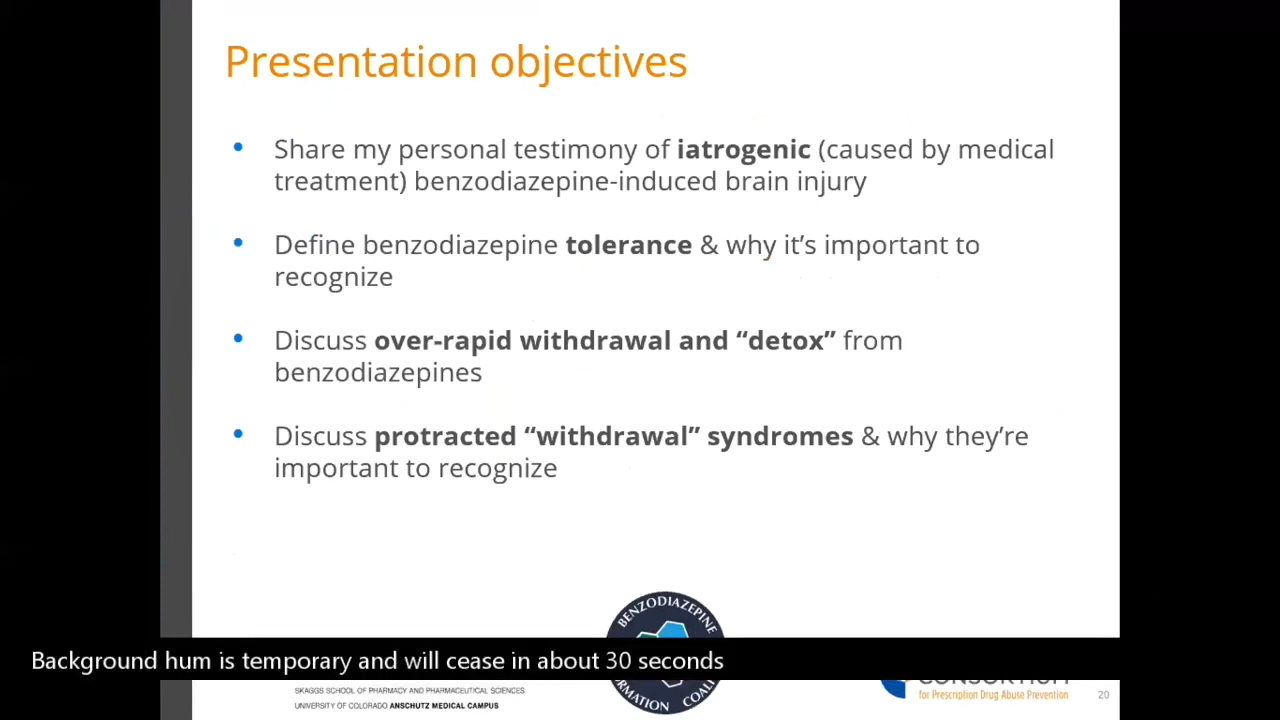 Presentation objectives
• Share my personal testimony of iatrogenic (caused by medical
treatment) benzodiazepine-induced brain injury
• Define benzodiazepine tolerance & why it’s important to
recognize
• Discuss over-rapid withdrawal and “detox” from
benzodiazepines
• Discuss protracted “withdrawal” syndromes & why they’re
important to recognize
BENZODIAZEPINE
Background hum is temporary and will cease in about 30 seconds
SKAGGS SCHOOL OF PHARMACY AND PHARMACEUTICAL SCIENCES
UNIVERSITY OF COLORADO ANSCHUTZ MEDICAL CAMPUS
for Prescription Drug Abuse Prevention
20